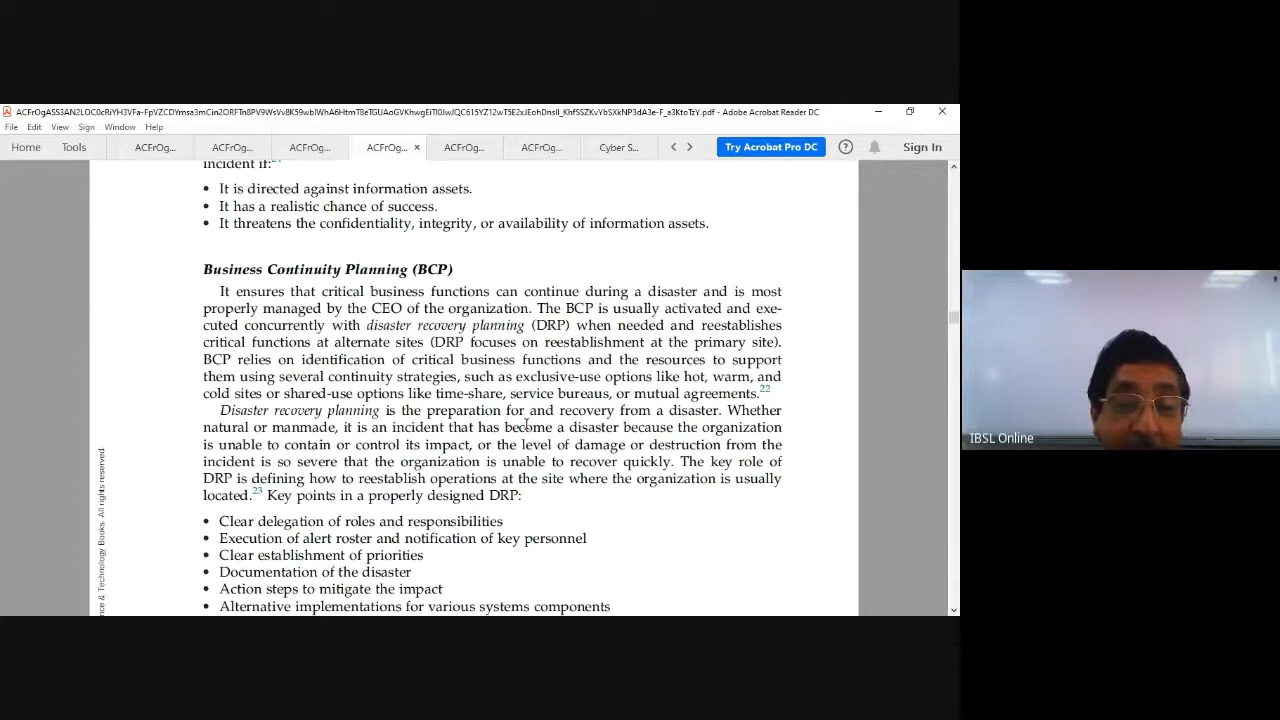 ACFrOgASS3AN2LOC0cRiYH3VFa-FpVZCDYmsa3mCin2ORFTn8PV9WsVv8K59wbIWhA6HtmT8eTGUAoGVKhwgEiTI0JwJQC615YZ12wT5E2xJEohDnsII_KhfSSZKvYbSXkNP3dA3e-F_a3KtoTzY.pdf - Adobe Acrobat Reader DC
File Edit View Sign Window Help
Home Tools ACFrOg... ACFrOg... ACFrOg... ACFrOg... × ACFrOg... ACFrOg... Cyber S... Try Acrobat Pro DC Sign In
incident if:
• It is directed against information assets.
• It has a realistic chance of success.
• It threatens the confidentiality, integrity, or availability of information assets.
Business Continuity Planning (BCP)
It ensures that critical business functions can continue during a disaster and is most
properly managed by the CEO of the organization. The BCP is usually activated and exe-
cuted concurrently with disaster recovery planning (DRP) when needed and reestablishes
critical functions at alternate sites (DRP focuses on reestablishment at the primary site).
BCP relies on identification of critical business functions and the resources to support
them using several continuity strategies, such as exclusive-use options like hot, warm, and
cold sites or shared-use options like time-share, service bureaus, or mutual agreements.22
Disaster recovery planning is the preparation for and recovery from a disaster. Whether
natural or manmade, it is an incident that has become a disaster because the organization
is unable to contain or control its impact, or the level of damage or destruction from the
incident is so severe that the organization is unable to recover quickly. The key role of
DRP is defining how to reestablish operations at the site where the organization is usually
located.23 Key points in a properly designed DRP:
• Clear delegation of roles and responsibilities
• Execution of alert roster and notification of key personnel
• Clear establishment of priorities
• Documentation of the disaster
• Action steps to mitigate the impact
• Alternative implementations for various systems components
nce & Technology Books. All rights reserved.
IBSL Online